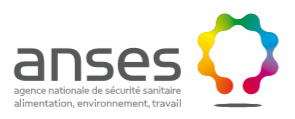 anses
agence nationale de sécurité sanitaire
alimentation, environnement, travail